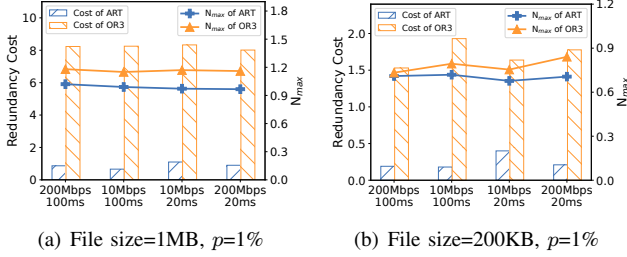 Cost of ART
Cost of OR3
N_max of ART
N_max of OR3
Redundancy Cost
10
8
6
4
2
0
1.8
1.5
1.2
0.9
0.6
0.3
0.0
N_max
200Mbps 10Mbps 10Mbps 200Mbps
100ms 100ms 20ms 20ms
(a) File size=1MB, p=1%
Cost of ART
Cost of OR3
N_max of ART
N_max of OR3
Redundancy Cost
2.0
1.5
1.0
0.5
0.0
1.2
0.9
0.6
0.3
0.0
N_max
200Mbps 10Mbps 10Mbps 200Mbps
100ms 100ms 20ms 20ms
(b) File size=200KB, p=1%